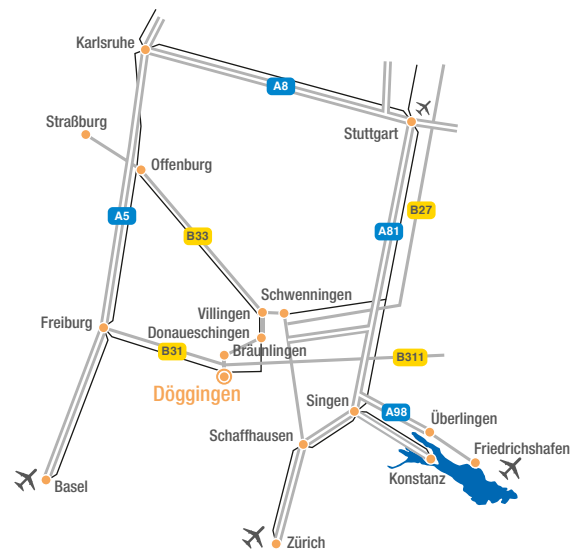 Karlsruhe
A8
Straßburg
Stuttgart
Offenburg
A5
B33
A81
B27
Schwenningen
Villingen
Freiburg
Donaueschingen
B31
Bräunlingen
B311
Döggingen
Singen
A98
Überlingen
Schaffhausen
Friedrichshafen
Konstanz
Basel
Zürich